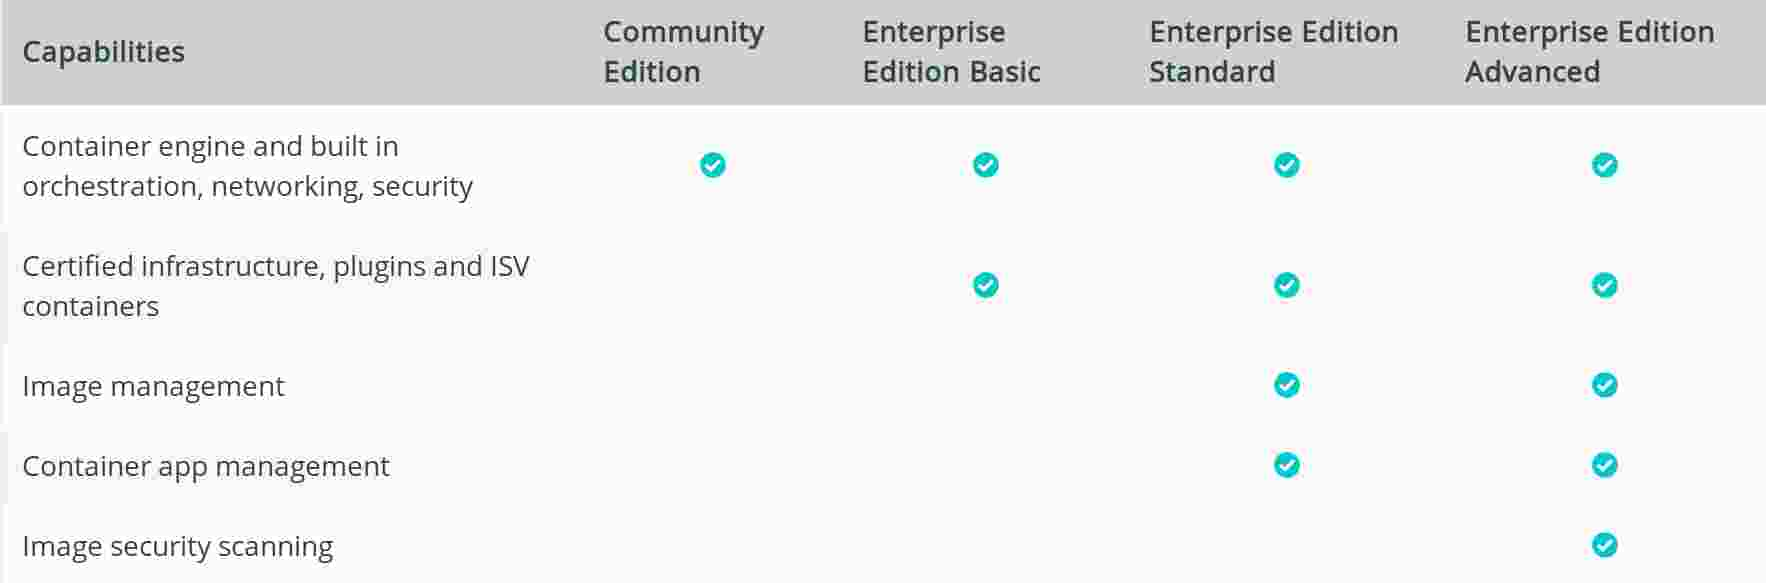 Capabilities
Community
Edition
Enterprise
Edition Basic
Enterprise Edition
Standard
Enterprise Edition
Advanced
Container engine and built in
orchestration, networking, security
Certified infrastructure, plugins and ISV
containers
Image management
Container app management
Image security scanning